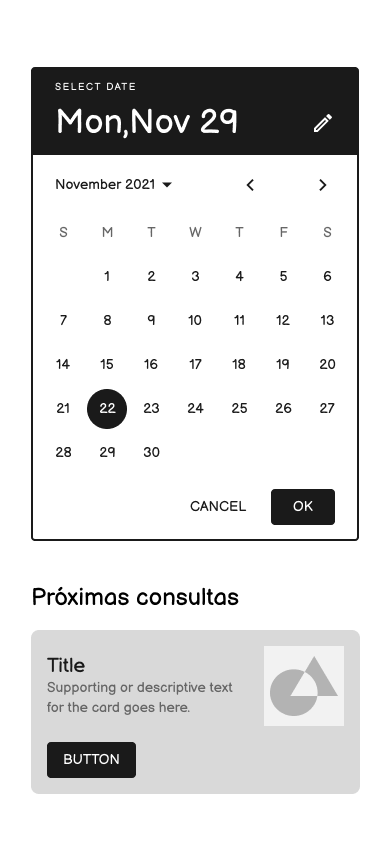 SELECT DATE
Mon,Nov 29
November 2021
S M T W T F S
1 2 3 4 5 6
7 8 9 10 11 12 13
14 15 16 17 18 19 20
21 22 23 24 25 26 27
28 29 30
CANCEL OK
Próximas consultas
Title
Supporting or descriptive text
for the card goes here.
BUTTON